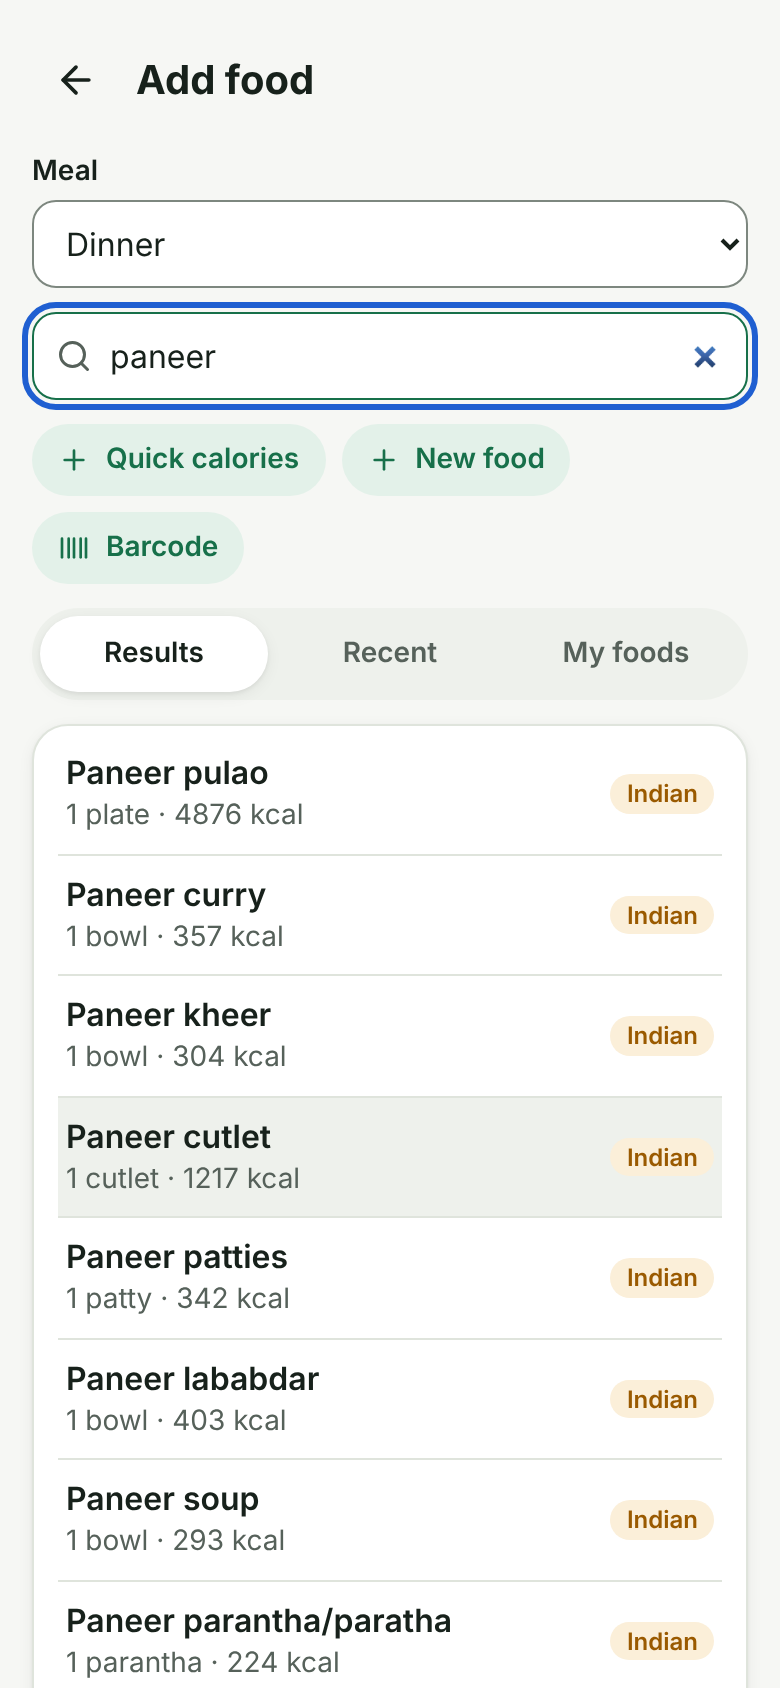 Add food
Meal
Dinner
paneer
Quick calories
New food
Barcode
Results
Recent
My foods
Paneer pulao
1 plate · 4876 kcal
Indian
Paneer curry
1 bowl · 357 kcal
Indian
Paneer kheer
1 bowl · 304 kcal
Indian
Paneer cutlet
1 cutlet · 1217 kcal
Indian
Paneer patties
1 patty · 342 kcal
Indian
Paneer lababdar
1 bowl · 403 kcal
Indian
Paneer soup
1 bowl · 293 kcal
Indian
Paneer parantha/paratha
1 parantha · 224 kcal
Indian